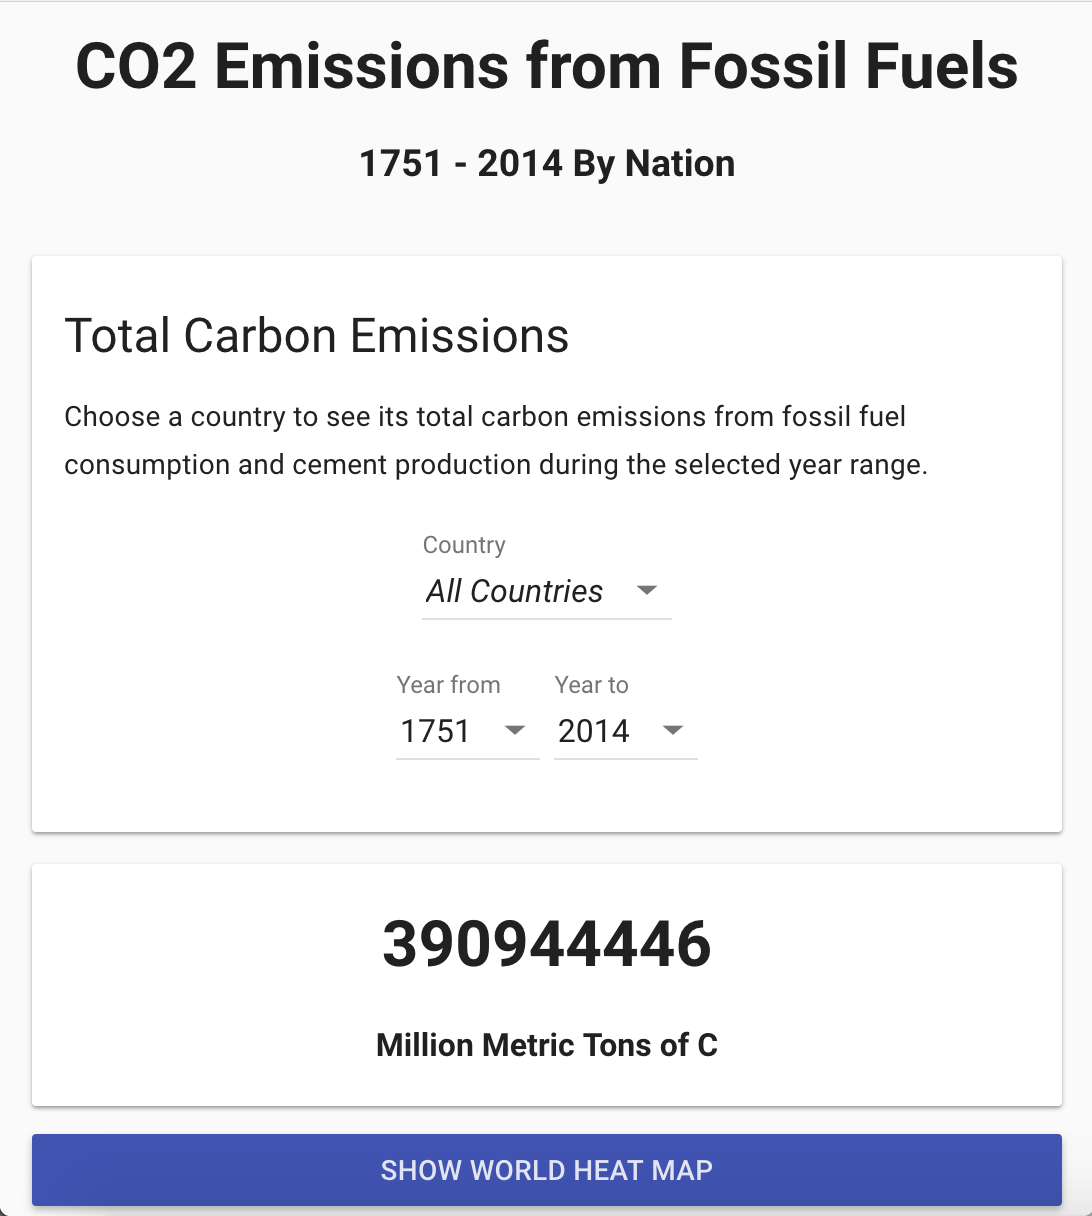 CO2 Emissions from Fossil Fuels
1751 - 2014 By Nation
Total Carbon Emissions
Choose a country to see its total carbon emissions from fossil fuel
consumption and cement production during the selected year range.
Country
All Countries
Year from Year to
1751 2014
390944446
Million Metric Tons of C
SHOW WORLD HEAT MAP